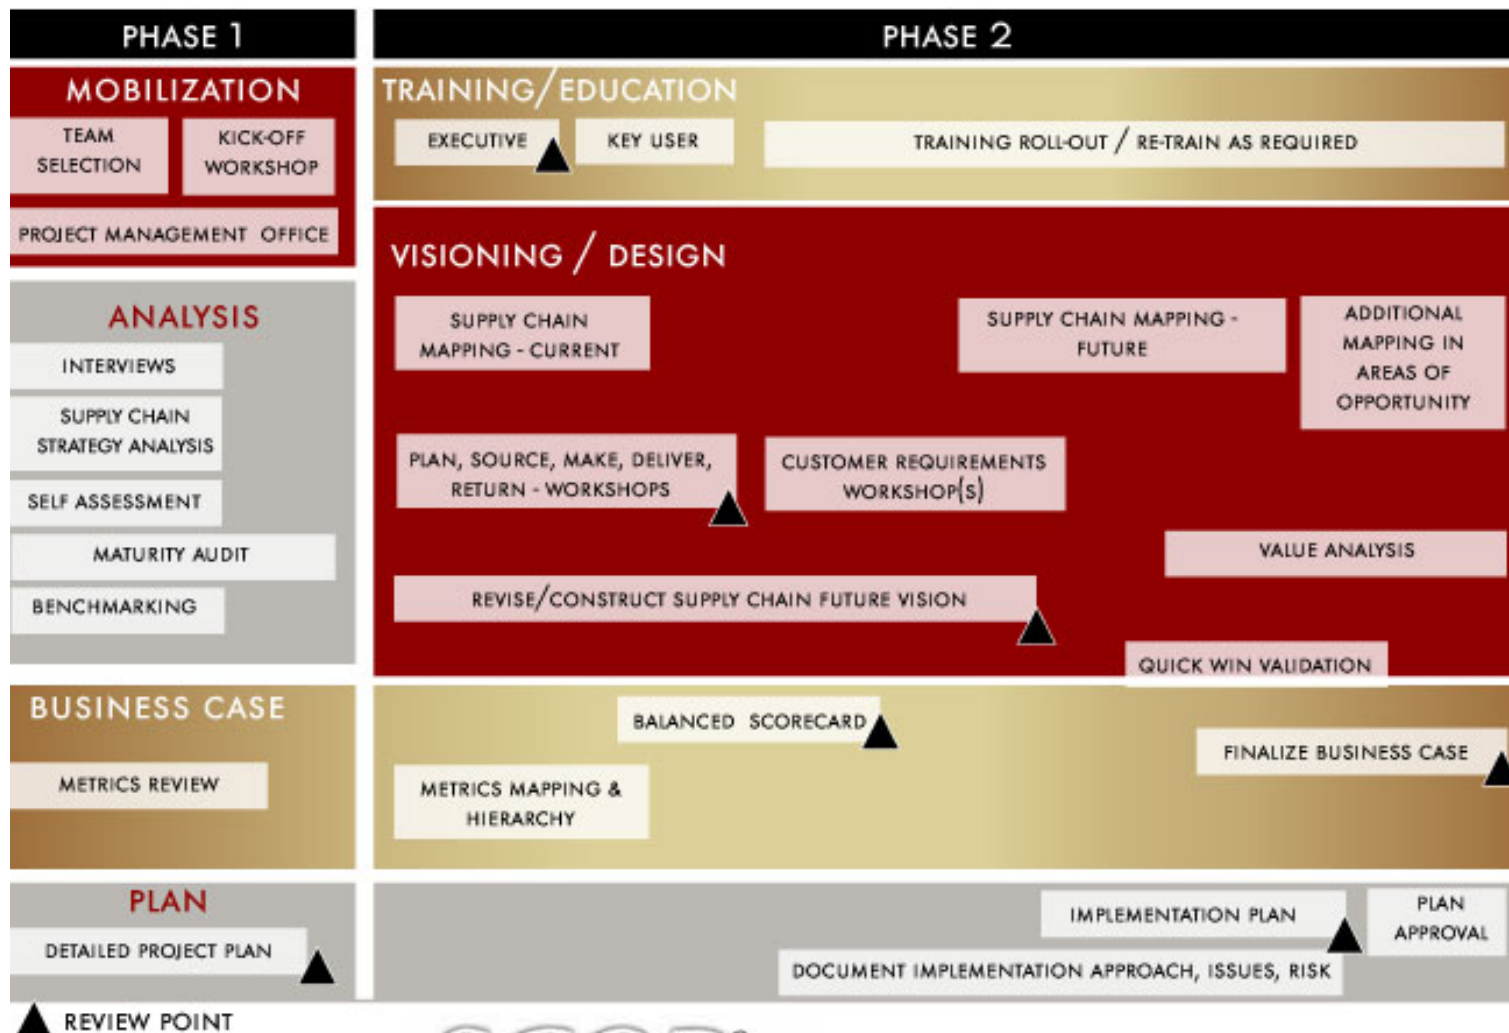 PHASE 1
PHASE 2
MOBILIZATION
TEAM
SELECTION
KICK-OFF
WORKSHOP
PROJECT MANAGEMENT OFFICE
TRAINING/EDUCATION
EXECUTIVE
KEY USER
TRAINING ROLL-OUT / RE-TRAIN AS REQUIRED
ANALYSIS
INTERVIEWS
SUPPLY CHAIN
STRATEGY ANALYSIS
SELF ASSESSMENT
MATURITY AUDIT
BENCHMARKING
VISIONING / DESIGN
SUPPLY CHAIN
MAPPING - CURRENT
SUPPLY CHAIN MAPPING -
FUTURE
ADDITIONAL
MAPPING IN
AREAS OF
OPPORTUNITY
PLAN, SOURCE, MAKE, DELIVER,
RETURN - WORKSHOPS
CUSTOMER REQUIREMENTS
WORKSHOP(S)
VALUE ANALYSIS
REVISE/CONSTRUCT SUPPLY CHAIN FUTURE VISION
QUICK WIN VALIDATION
BUSINESS CASE
METRICS REVIEW
BALANCED SCORECARD
METRICS MAPPING &
HIERARCHY
FINALIZE BUSINESS CASE
PLAN
DETAILED PROJECT PLAN
IMPLEMENTATION PLAN
PLAN
APPROVAL
DOCUMENT IMPLEMENTATION APPROACH, ISSUES, RISK
REVIEW POINT